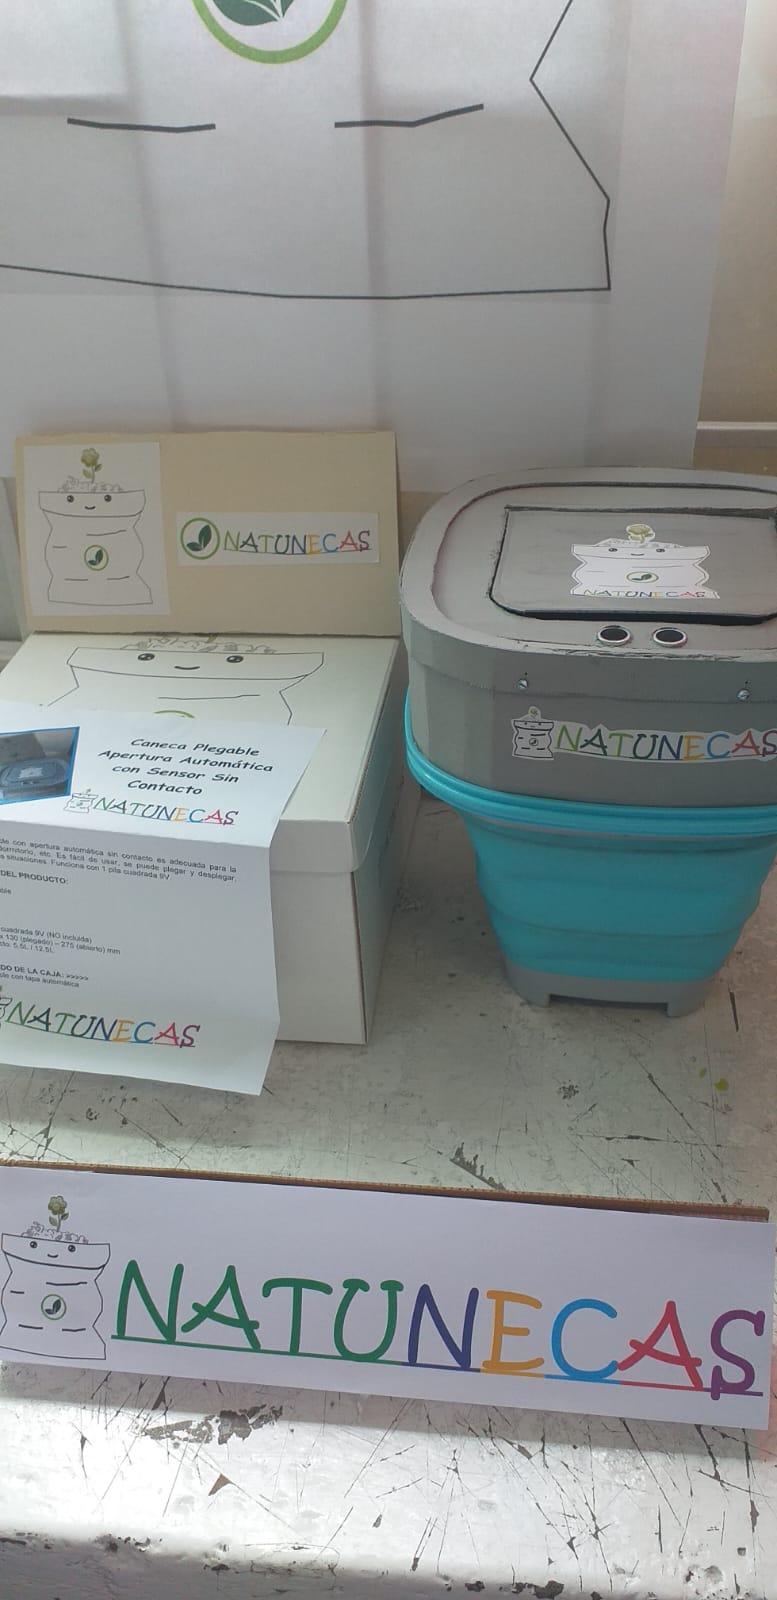 NATUNECAS
NATUNECAS
NATUNECAS
Caneca Plegable
Apertura Automática
con Sensor Sin
Contacto
NATUNECAS
con apertura automática sin contacto es adecuada para la
dormitorio, etc. Es fácil de usar, se puede plegar y desplegar,
situaciones. Funciona con 1 pila cuadrada 9V
DEL PRODUCTO:
cuadrada 9V (NO incluida)
x 130 (plegado) – 275 (abierto) mm
5,5L / 12,5L
DO DE LA CAJA: >>>>>
con tapa automática
NATUNECAS
NATUNECAS
NATUNECAS